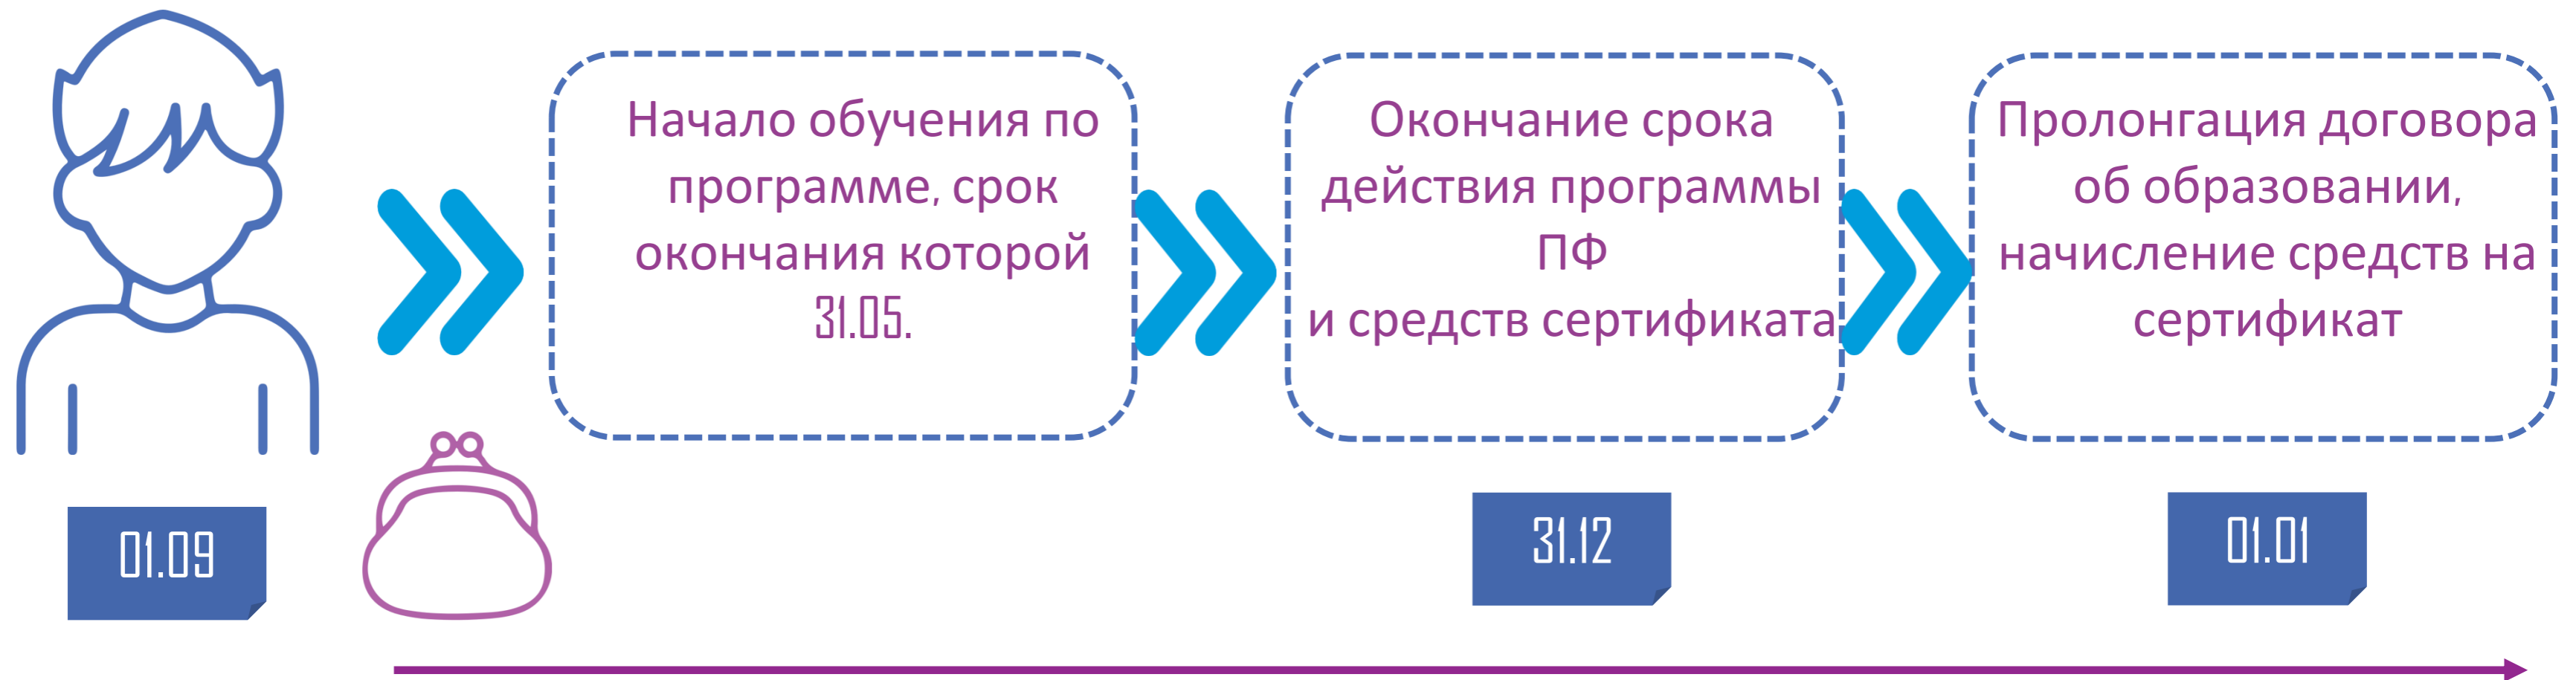 Начало обучения по
программе, срок
окончания которой
31.05.
Окончание срока
действия программы
ПФ
и средств сертификата
Пролонгация договора
об образовании,
начисление средств на
сертификат
01.09
31.12
01.01